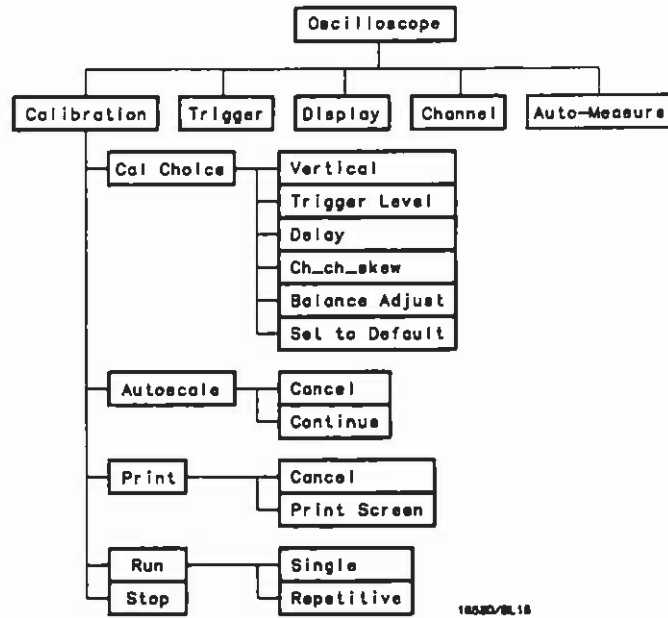 Oscilloscope
Calibration Trigger Display Channel Auto-Measure
Cal Choice Vertical
Trigger Level
Delay
Ch_ch_skew
Balance Adjust
Set to Default
Autoscale Cancel
Continue
Print Cancel
Print Screen
Run Single
Stop Repetitive